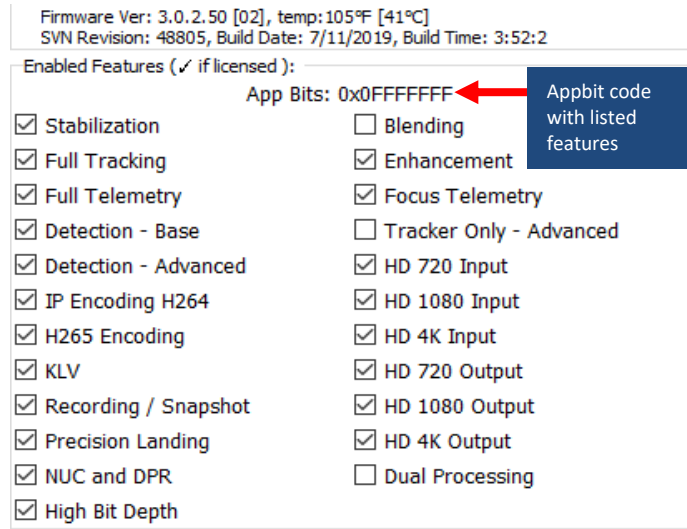 Firmware Ver: 3.0.2.50 [02], temp:105°F [41°C]
SVN Revision: 48805, Build Date: 7/11/2019, Build Time: 3:52:2
Enabled Features (✓ if licensed ):
App Bits: 0x0FFFFFFF
Appbit code
with listed
features
Stabilization
Full Tracking
Full Telemetry
Detection - Base
Detection - Advanced
IP Encoding H264
H265 Encoding
KLV
Recording / Snapshot
Precision Landing
NUC and DPR
High Bit Depth
Blending
Enhancement
Focus Telemetry
Tracker Only - Advanced
HD 720 Input
HD 1080 Input
HD 4K Input
HD 720 Output
HD 1080 Output
HD 4K Output
Dual Processing